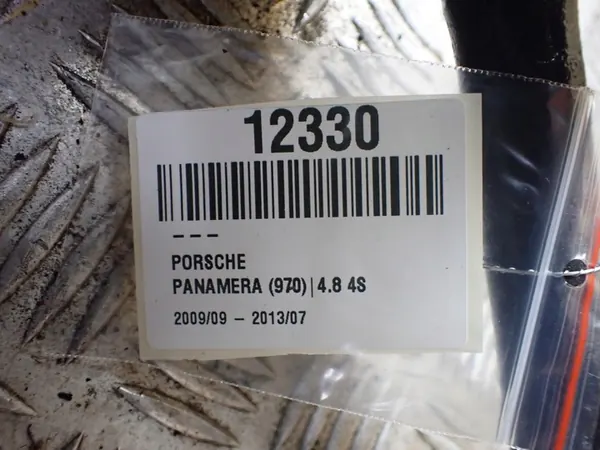 12330
– – –
PORSCHE
PANAMERA (970) | 4.8 4S
2009/09 – 2013/07